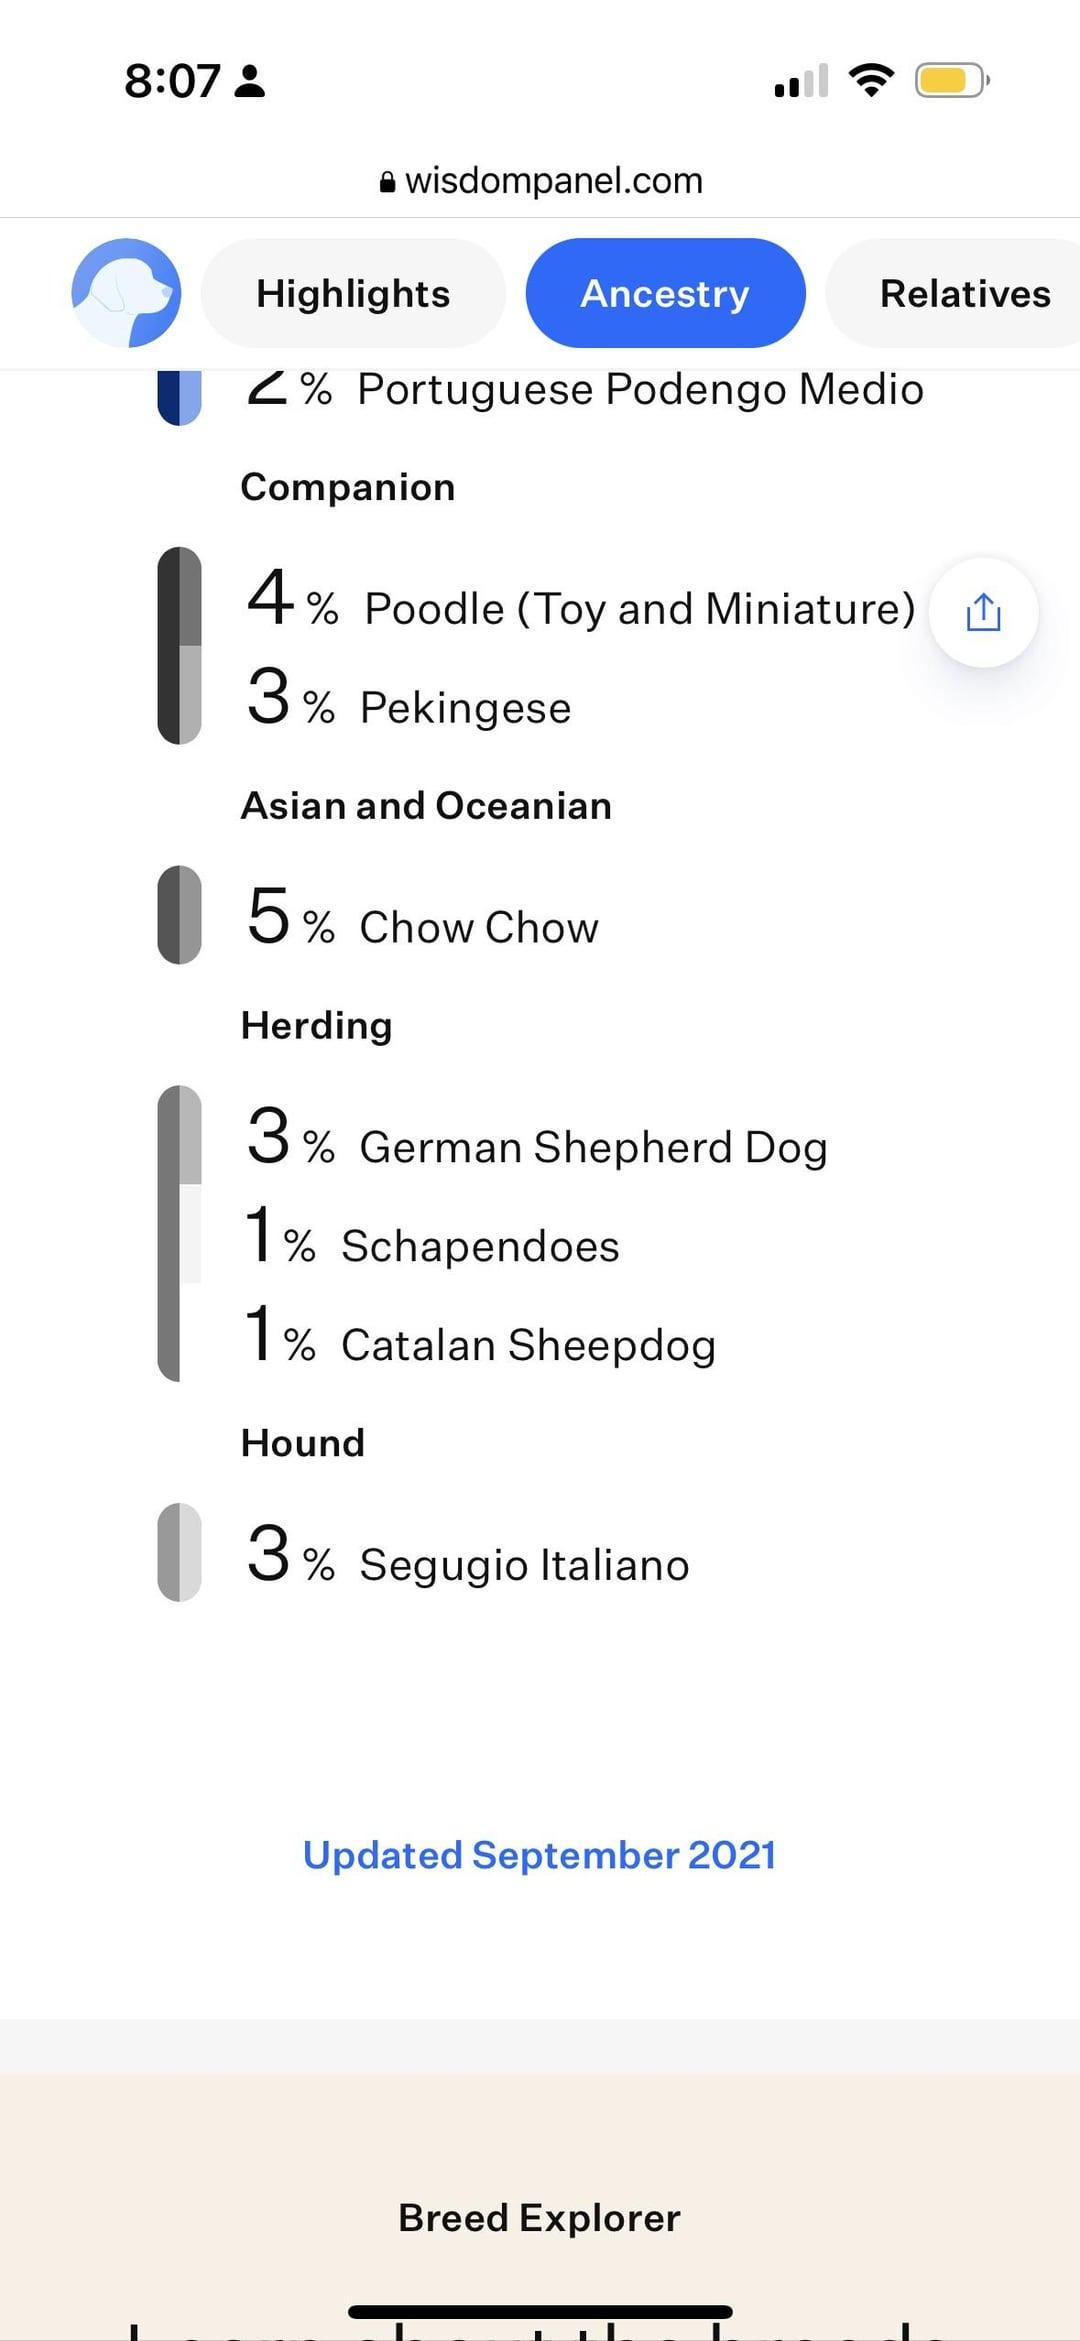 8:07
wisdompanel.com
Highlights Ancestry Relatives
2% Portuguese Podengo Medio
Companion
4% Poodle (Toy and Miniature)
3% Pekingese
Asian and Oceanian
5% Chow Chow
Herding
3% German Shepherd Dog
1% Schapendoes
1% Catalan Sheepdog
Hound
3% Segugio Italiano
Updated September 2021
Breed Explorer